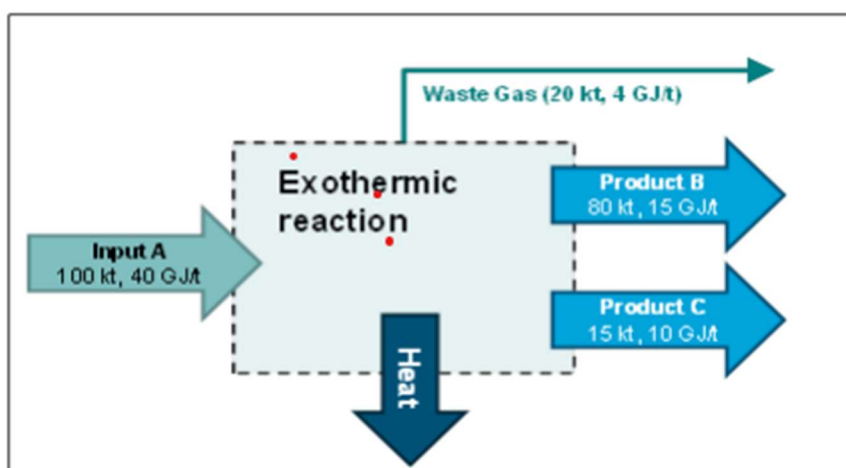 Waste Gas (20 kt, 4 GJ/t)
Exothermic
reaction
Product B
80 kt, 15 GJ/t
Input A
100 kt, 40 GJ/t
Product C
15 kt, 10 GJ/t
Heat